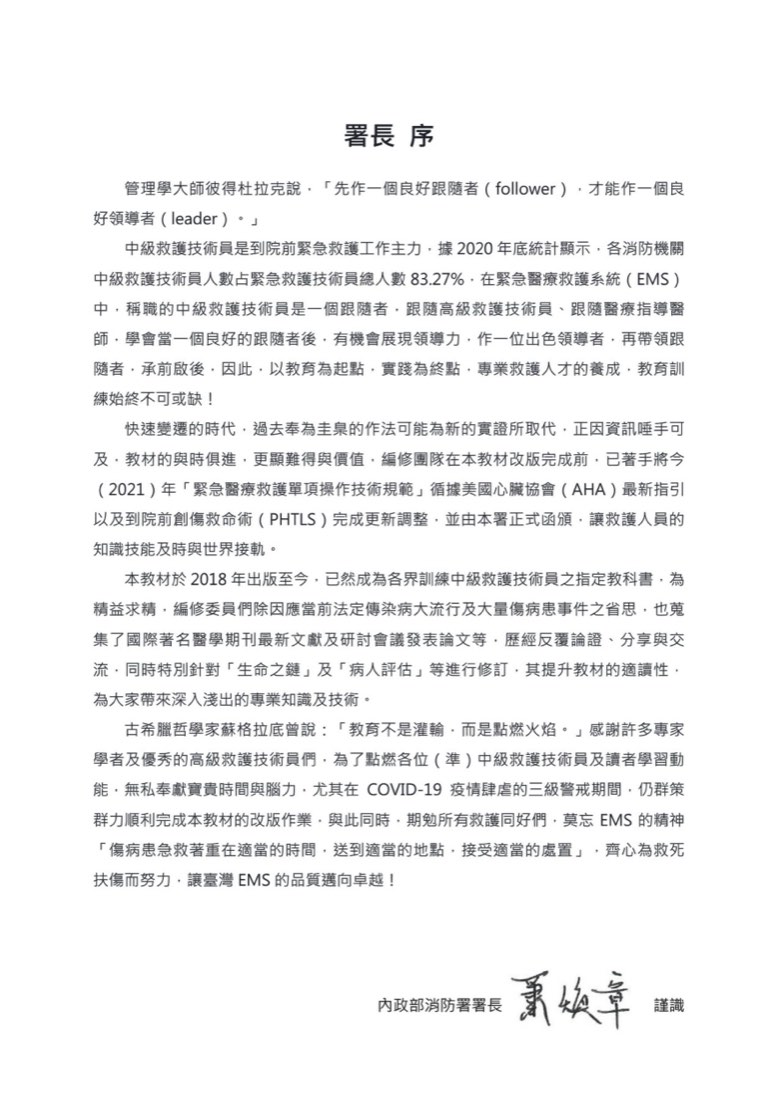 署長 序
管理學大師彼得杜拉克說，「先作一個良好跟隨者（follower），才能作一個良
好領導者（leader）。」
中級救護技術員是到院前緊急救護工作主力，據 2020 年底統計顯示，各消防機關
中級救護技術員人數占緊急救護技術員總人數 83.27%，在緊急醫療救護系統（EMS）
中，稱職的中級救護技術員是一個跟隨者，跟隨高級救護技術員、跟隨醫療指導醫
師，學會當一個良好的跟隨者後，有機會展現領導力，作一位出色領導者，再帶領跟
隨者，承前啟後，因此，以教育為起點，實踐為終點，專業救護人才的養成，教育訓
練始終不可或缺！
快速變遷的時代，過去奉為圭臬的作法可能為新的實證所取代，正因資訊唾手可
及，教材的與時俱進，更顯難得與價值，編修團隊在本教材改版完成前，已著手將今
（2021）年「緊急醫療救護單項操作技術規範」循據美國心臟協會（AHA）最新指引
以及到院前創傷救命術（PHTLS）完成更新調整，並由本署正式函頒，讓救護人員的
知識技能及時與世界接軌。
本教材於 2018 年出版至今，已然成為各界訓練中級救護技術員之指定教科書，為
精益求精，編修委員們除因應當前法定傳染病大流行及大量傷病患事件之省思，也蒐
集了國際著名醫學期刊最新文獻及研討會議發表論文等，歷經反覆論證、分享與交
流，同時特別針對「生命之鏈」及「病人評估」等進行修訂，其提升教材的適讀性，
為大家帶來深入淺出的專業知識及技術。
古希臘哲學家蘇格拉底曾說：「教育不是灌輸，而是點燃火焰。」感謝許多專家
學者及優秀的高級救護技術員們，為了點燃各位（準）中級救護技術員及讀者學習動
能，無私奉獻寶貴時間與腦力，尤其在 COVID-19 疫情肆虐的三級警戒期間，仍群策
群力順利完成本教材的改版作業，與此同時，期勉所有救護同好們，莫忘 EMS 的精神
「傷病患急救著重在適當的時間，送到適當的地點，接受適當的處置」，齊心為救死
扶傷而努力，讓臺灣 EMS 的品質邁向卓越！
內政部消防署署長 蕭煥章 謹識